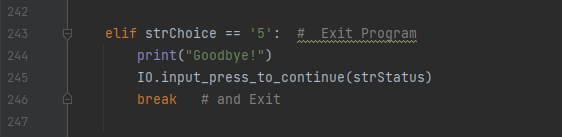 242
243 elif strChoice == '5':  #  Exit Program
244 print("Goodbye!")
245 IO.input_press_to_continue(strStatus)
246 break   # and Exit
247